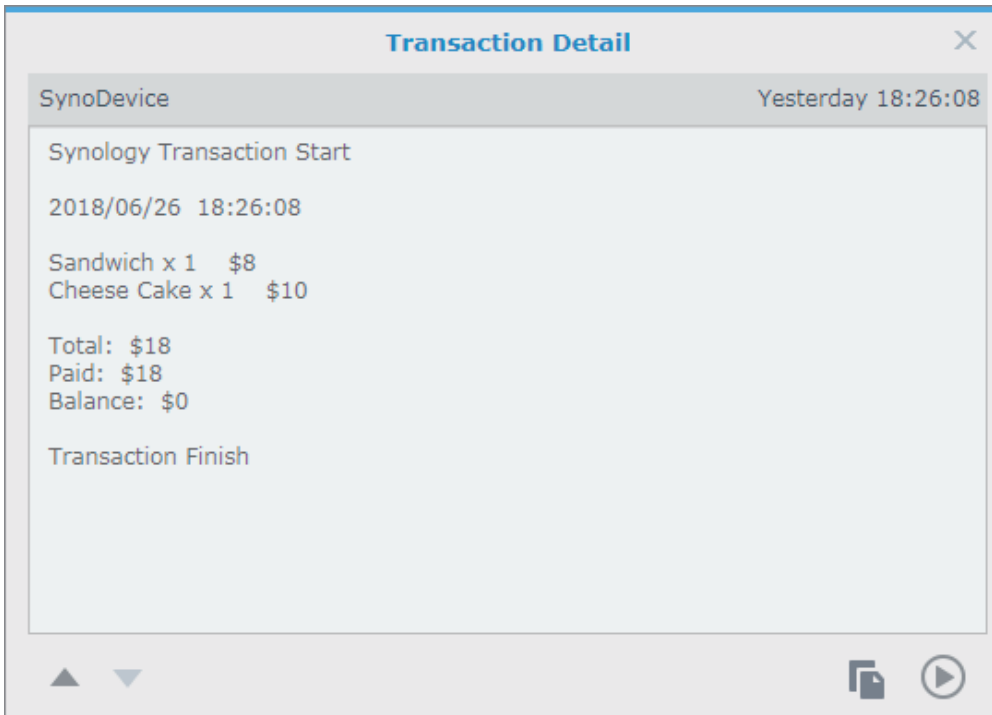 Transaction Detail
SynoDevice Yesterday 18:26:08
Synology Transaction Start
2018/06/26 18:26:08
Sandwich x 1 $8
Cheese Cake x 1 $10
Total: $18
Paid: $18
Balance: $0
Transaction Finish